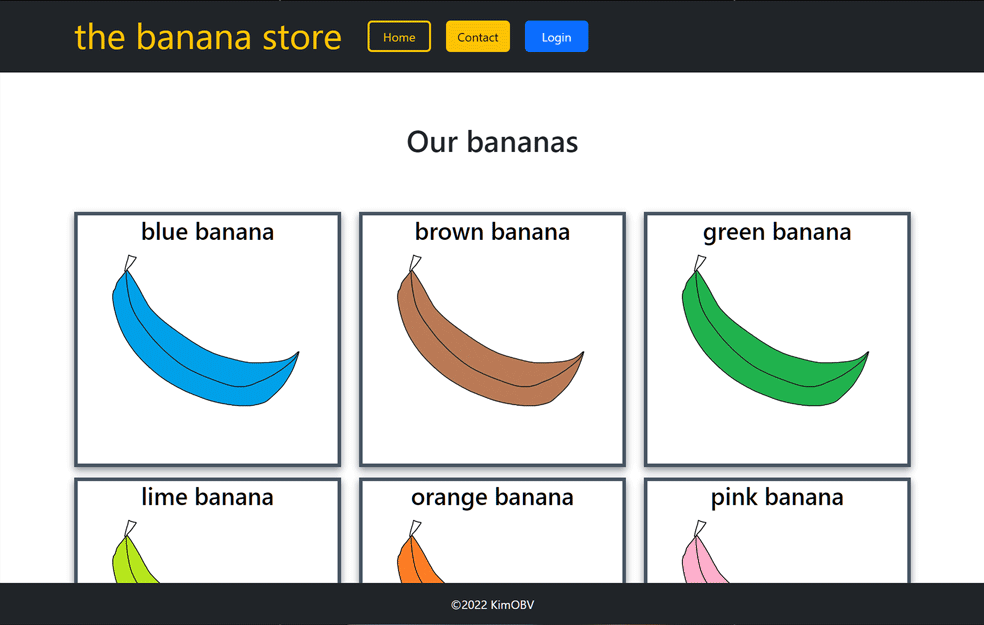 the banana store Home Contact Login
Our bananas
blue banana brown banana green banana
lime banana orange banana pink banana
©2022 KimOBV